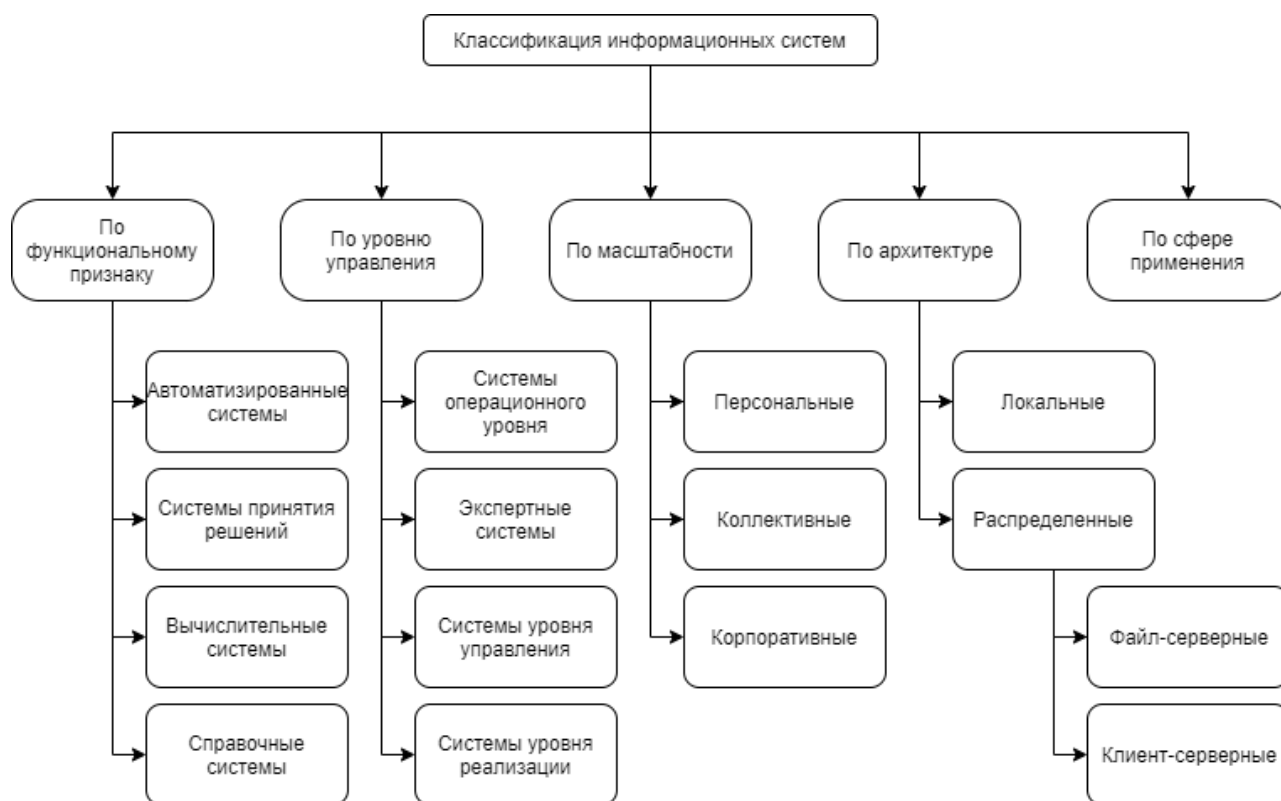 Классификация информационных систем
По
функциональному
признаку
По уровню
управления
По масштабности
По архитектуре
По сфере
применения
Автоматизированные
системы
Системы
операционного
уровня
Персональные
Локальные
Системы принятия
решений
Экспертные
системы
Коллективные
Распределенные
Вычислительные
системы
Системы уровня
управления
Корпоративные
Файл-серверные
Справочные
системы
Системы уровня
реализации
Клиент-серверные